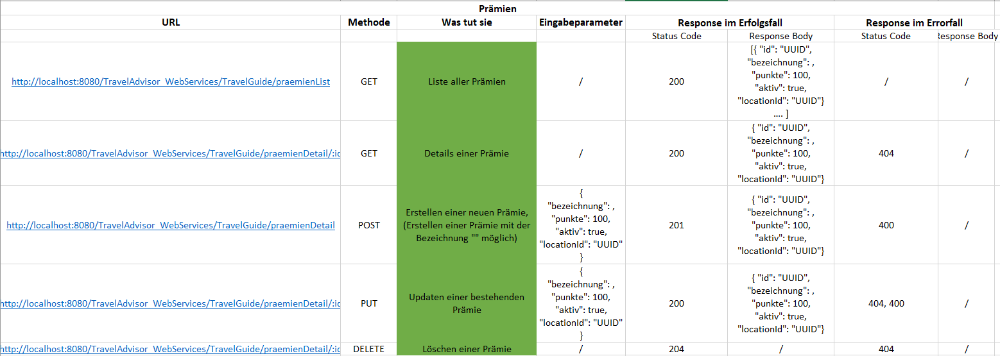 Prämien
URL Methode Was tut sie Eingabeparameter Response im Erfolgsfall Response im Errorfall
Status Code Response Body Status Code Response Body
http://localhost:8080/TravelAdvisor_WebServices/TravelGuide/praemienList GET Liste aller Prämien / 200 [{ "id": "UUID",
"bezeichnung": ,
"punkte": 100,
"aktiv": true,
"locationId": "UUID"}
.... ] / /
http://localhost:8080/TravelAdvisor_WebServices/TravelGuide/praemienDetail/:id GET Details einer Prämie / 200 { "id": "UUID",
"bezeichnung": ,
"punkte": 100,
"aktiv": true,
"locationId": "UUID"} 404 /
http://localhost:8080/TravelAdvisor_WebServices/TravelGuide/praemienDetail POST Erstellen einer neuen Prämie,
(Erstellen einer Prämie mit der
Bezeichnung "" möglich) {
"bezeichnung": ,
"punkte": 100,
"aktiv": true,
"locationId": "UUID"
} 201 { "id": "UUID",
"bezeichnung": ,
"punkte": 100,
"aktiv": true,
"locationId": "UUID"} 400 /
http://localhost:8080/TravelAdvisor_WebServices/TravelGuide/praemienDetail/:id PUT Updaten einer bestehenden
Prämie {
"bezeichnung": ,
"punkte": 100,
"aktiv": true,
"locationId": "UUID"
} 200 { "id": "UUID",
"bezeichnung": ,
"punkte": 100,
"aktiv": true,
"locationId": "UUID"} 404, 400 /
http://localhost:8080/TravelAdvisor_WebServices/TravelGuide/praemienDetail/:id DELETE Löschen einer Prämie / 204 / 404 /